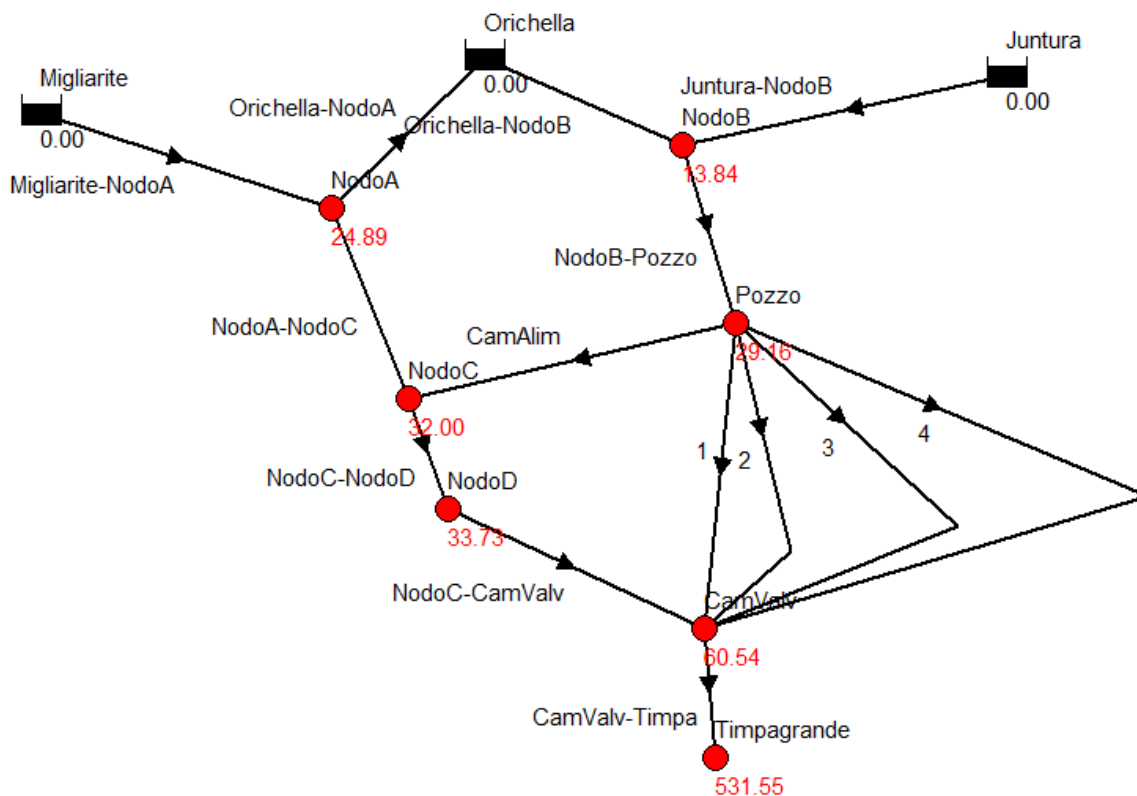 Orichella
0.00
Juntura
0.00
Migliarite
0.00
Juntura-NodoB
Orichella-NodoA
Orichella-NodoB
NodoB
13.84
Migliarite-NodoA
NodoA
24.89
NodoB-Pozzo
Pozzo
29.16
NodoA-NodoC
CamAlim
NodoC
32.00
1
2
3
4
NodoC-NodoD
NodoD
33.73
NodoC-CamValv
CamValv
60.54
CamValv-Timpa
Timpagrande
531.55